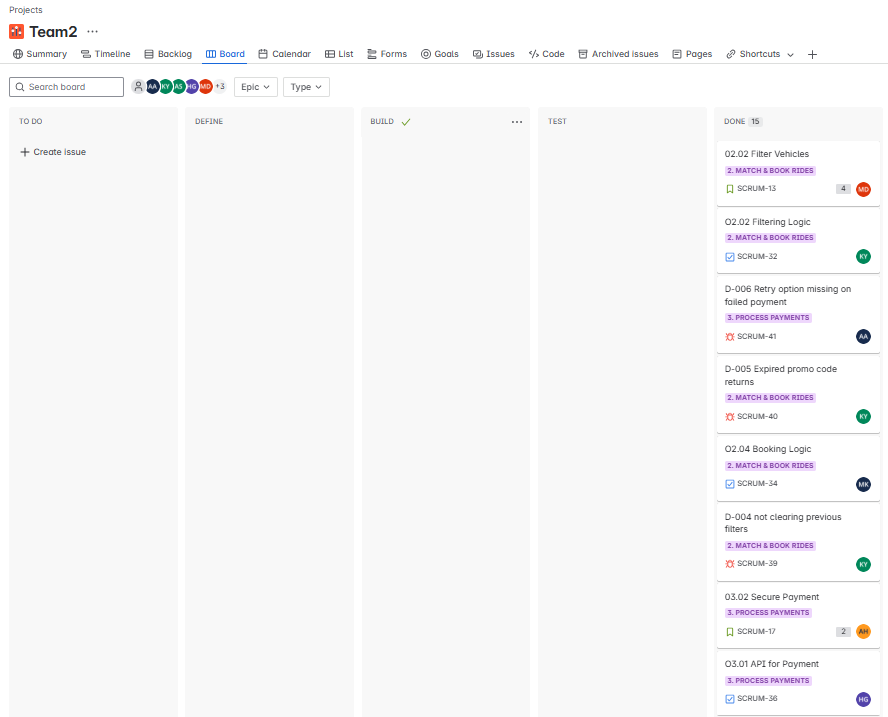 Projects
Team2
Summary Timeline Backlog Board Calendar List Forms Goals Issues Code Archived issues Pages Shortcuts
Search board AA KY AS HG MD +3 Epic Type
TO DO
Create issue
DEFINE
BUILD
TEST
DONE 15
02.02 Filter Vehicles
2. MATCH & BOOK RIDES
SCRUM-13 4 MD
O2.02 Filtering Logic
2. MATCH & BOOK RIDES
SCRUM-32 KY
D-006 Retry option missing on
failed payment
3. PROCESS PAYMENTS
SCRUM-41 AA
D-005 Expired promo code
returns
2. MATCH & BOOK RIDES
SCRUM-40 KY
O2.04 Booking Logic
2. MATCH & BOOK RIDES
SCRUM-34 MK
D-004 not clearing previous
filters
2. MATCH & BOOK RIDES
SCRUM-39 KY
03.02 Secure Payment
3. PROCESS PAYMENTS
SCRUM-17 2 AH
O3.01 API for Payment
3. PROCESS PAYMENTS
SCRUM-36 HG